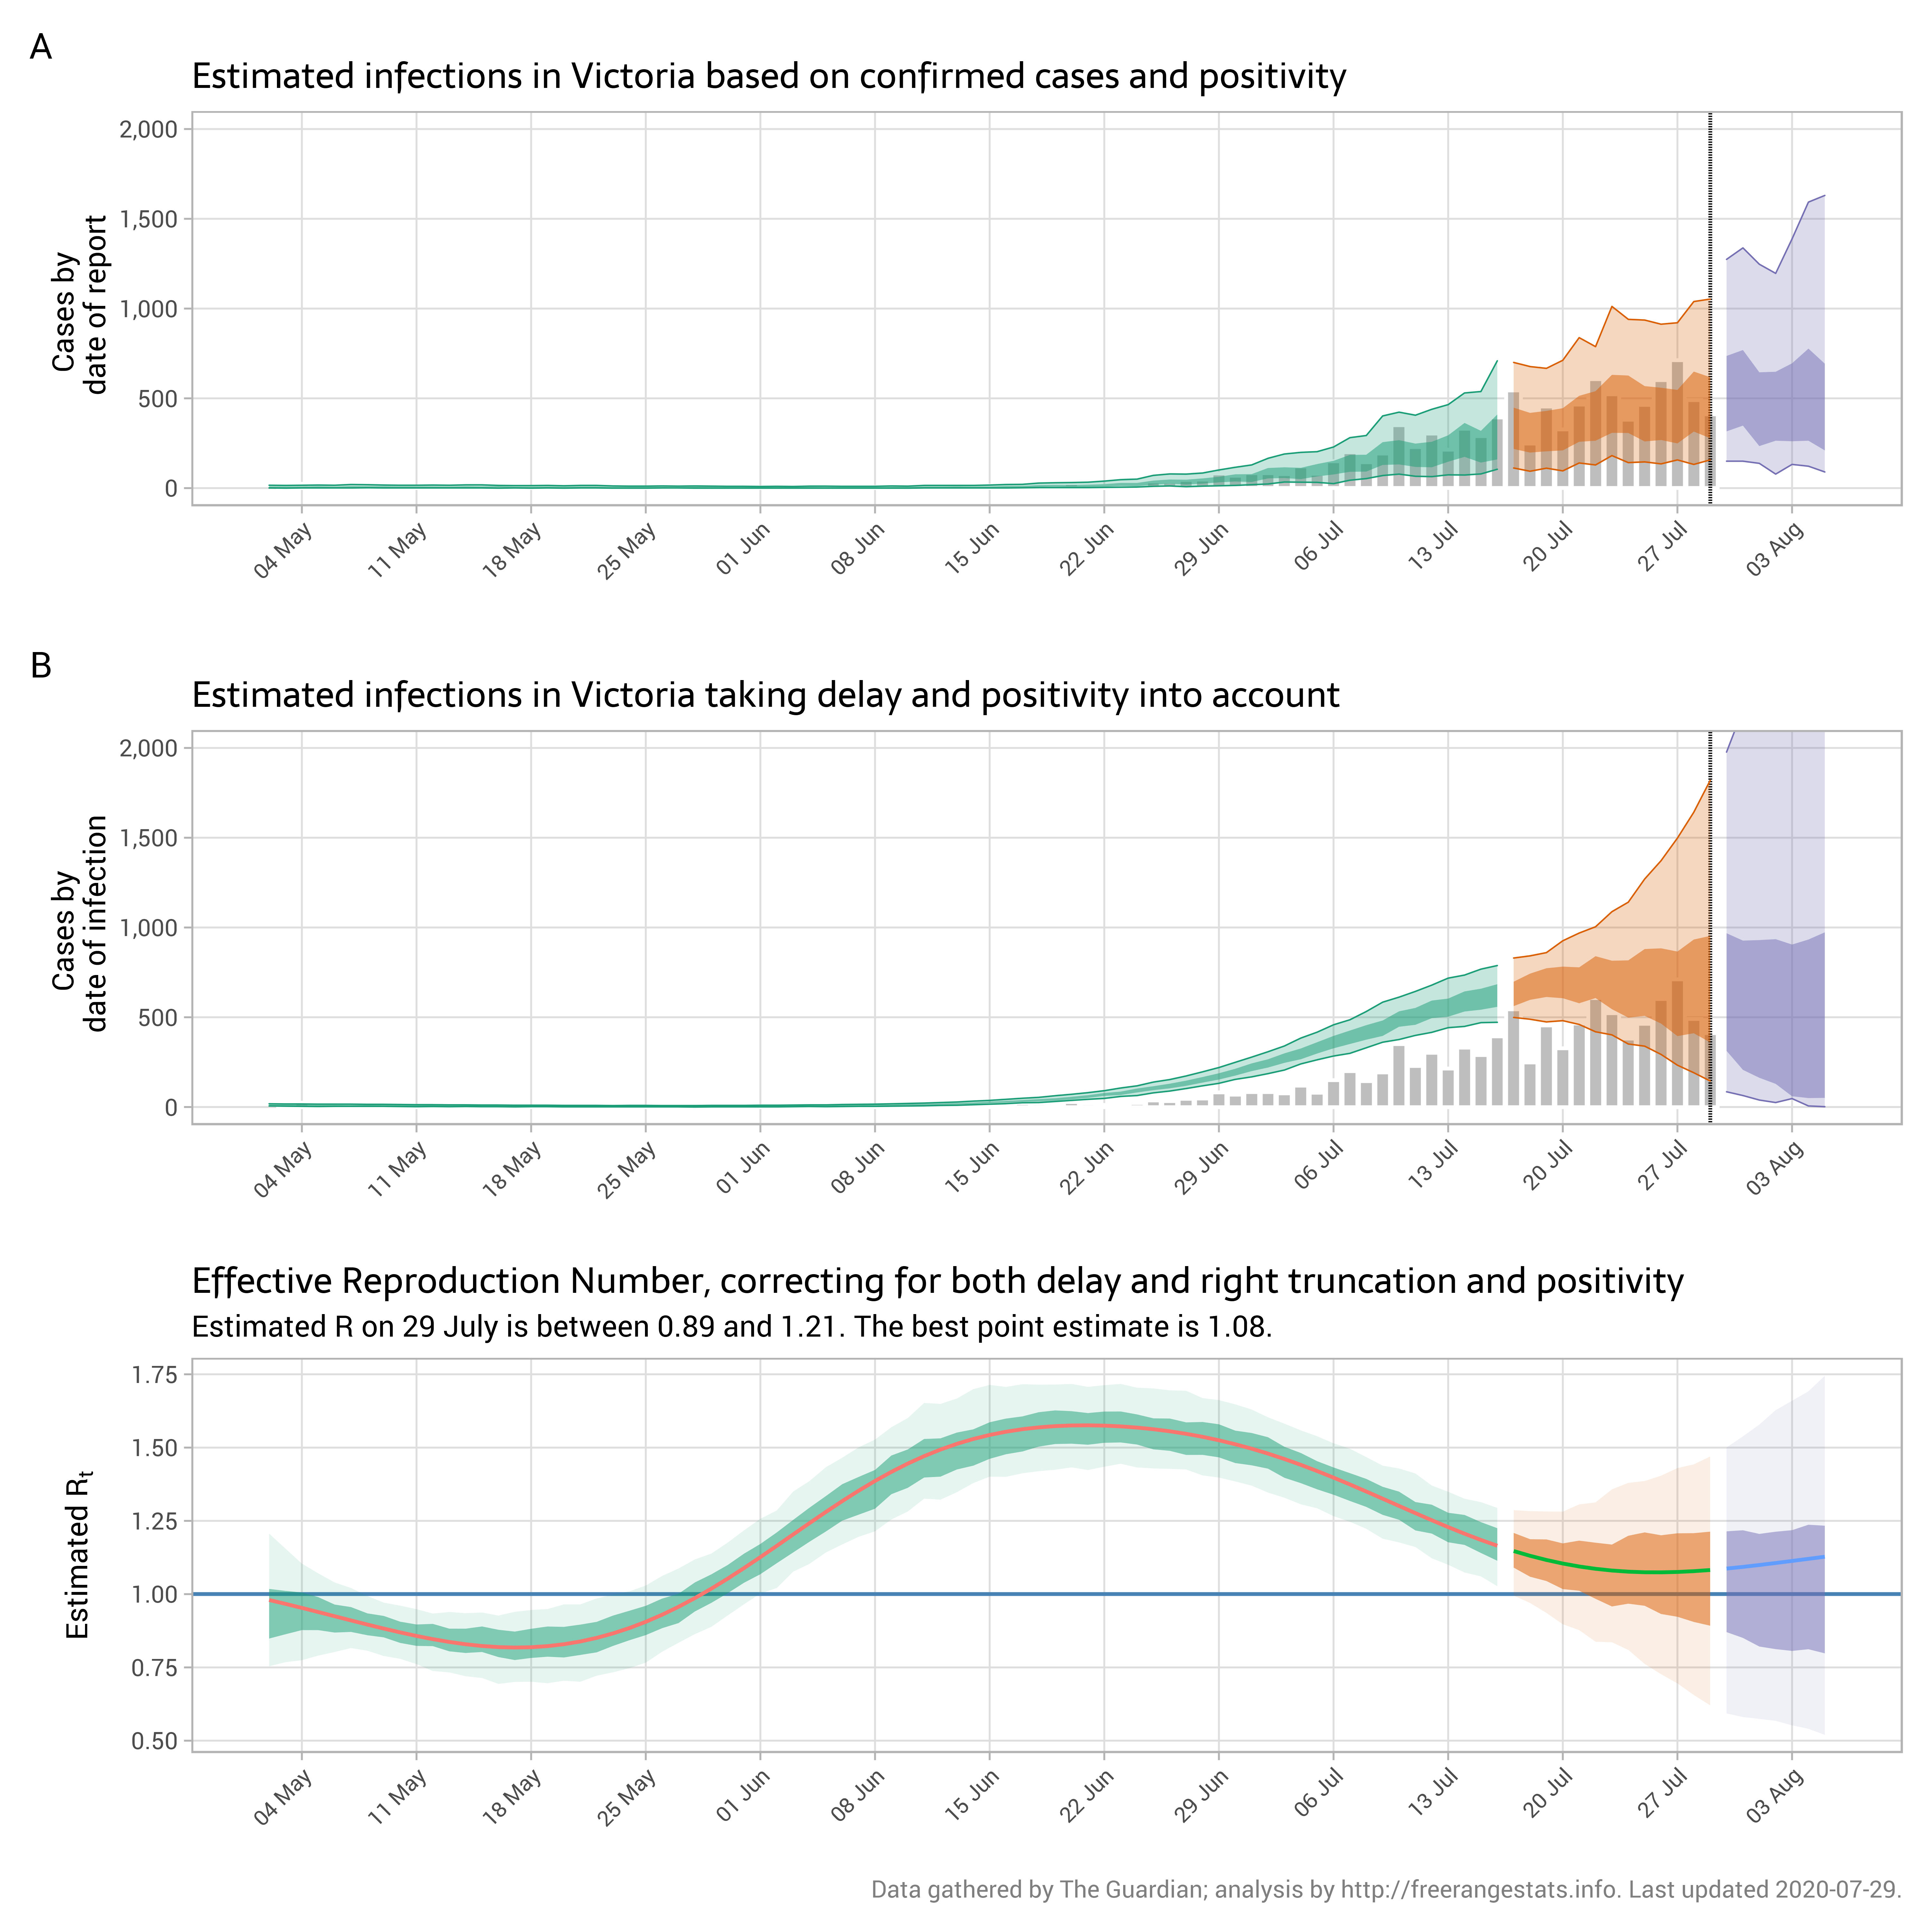 A
Estimated infections in Victoria based on confirmed cases and positivity
Cases by
date of report
2,000
1,500
1,000
500
0
04 May
11 May
18 May
25 May
01 Jun
08 Jun
15 Jun
22 Jun
29 Jun
06 Jul
13 Jul
20 Jul
27 Jul
03 Aug
B
Estimated infections in Victoria taking delay and positivity into account
Cases by
date of infection
2,000
1,500
1,000
500
0
04 May
11 May
18 May
25 May
01 Jun
08 Jun
15 Jun
22 Jun
29 Jun
06 Jul
13 Jul
20 Jul
27 Jul
03 Aug
Effective Reproduction Number, correcting for both delay and right truncation and positivity
Estimated R on 29 July is between 0.89 and 1.21. The best point estimate is 1.08.
Estimated Rt
1.75
1.50
1.25
1.00
0.75
0.50
04 May
11 May
18 May
25 May
01 Jun
08 Jun
15 Jun
22 Jun
29 Jun
06 Jul
13 Jul
20 Jul
27 Jul
03 Aug
Data gathered by The Guardian; analysis by http://freerangestats.info. Last updated 2020-07-29.